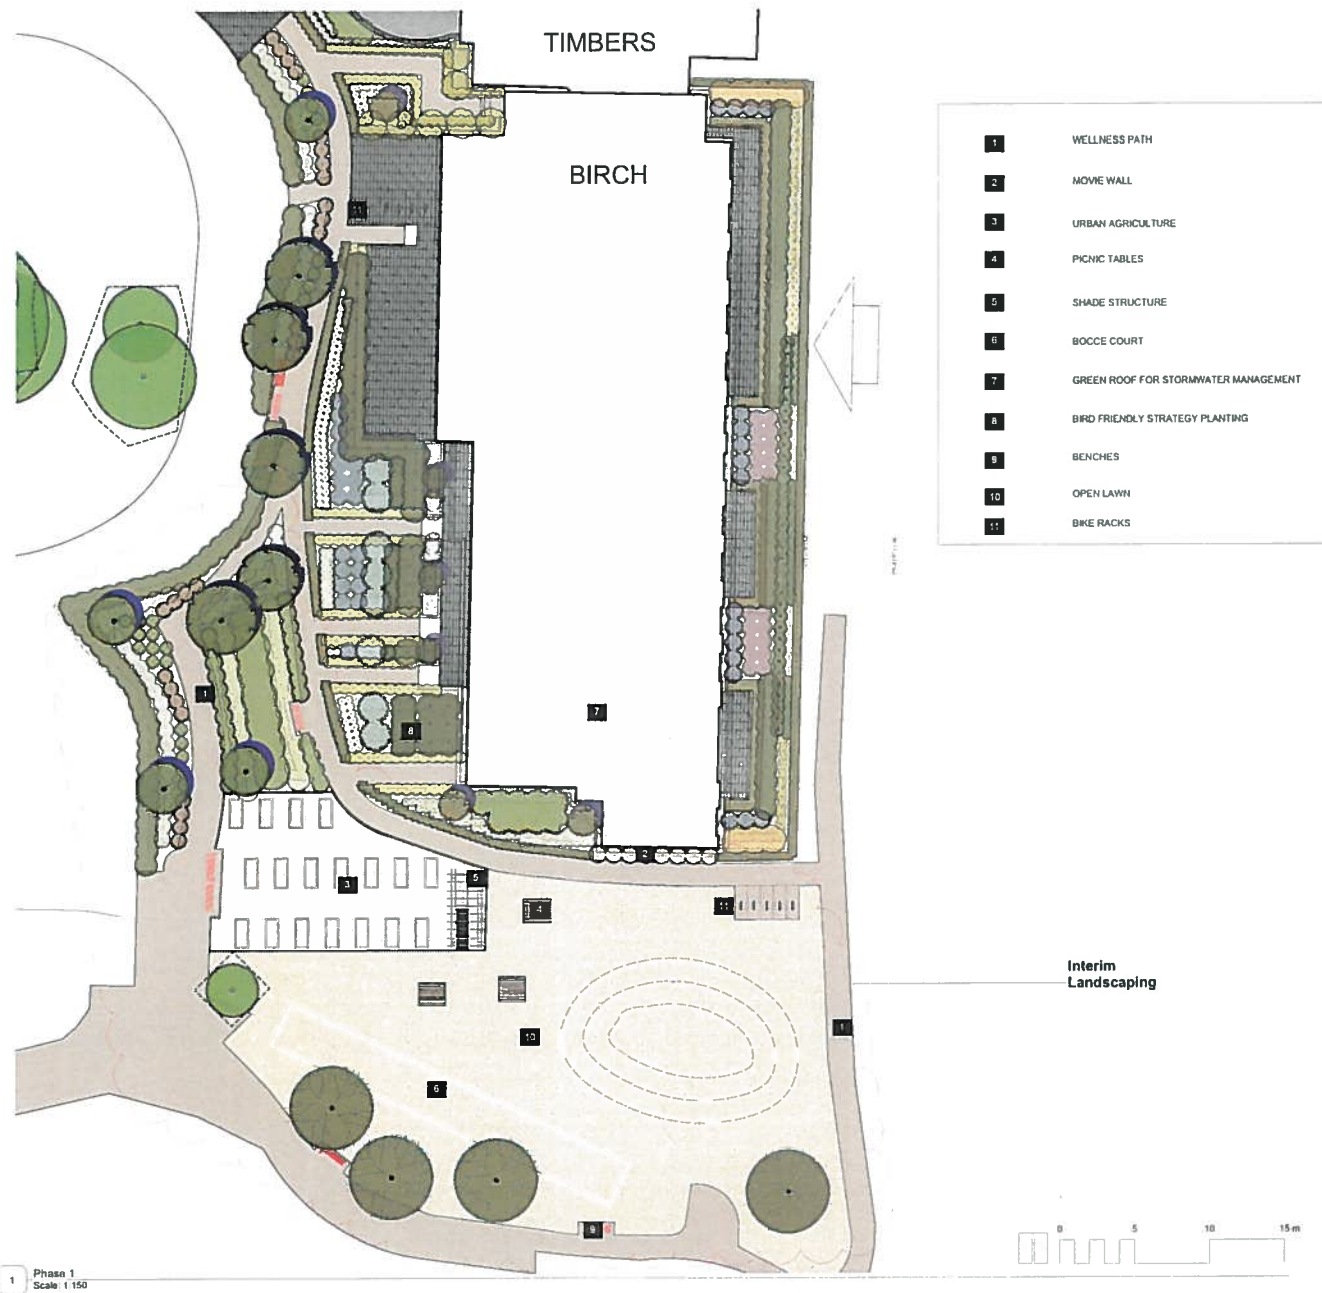 TIMBERS
BIRCH
1 WELLNESS PATH
2 MOVIE WALL
3 URBAN AGRICULTURE
4 PICNIC TABLES
5 SHADE STRUCTURE
6 BOCCE COURT
7 GREEN ROOF FOR STORMWATER MANAGEMENT
8 BIRD FRIENDLY STRATEGY PLANTING
9 BENCHES
10 OPEN LAWN
11 BIKE RACKS
11
1
7
8
2
3
5
4
11
10
1
6
9
Interim
Landscaping
0 5 10 15 m
1 Phase 1
Scale 1 150